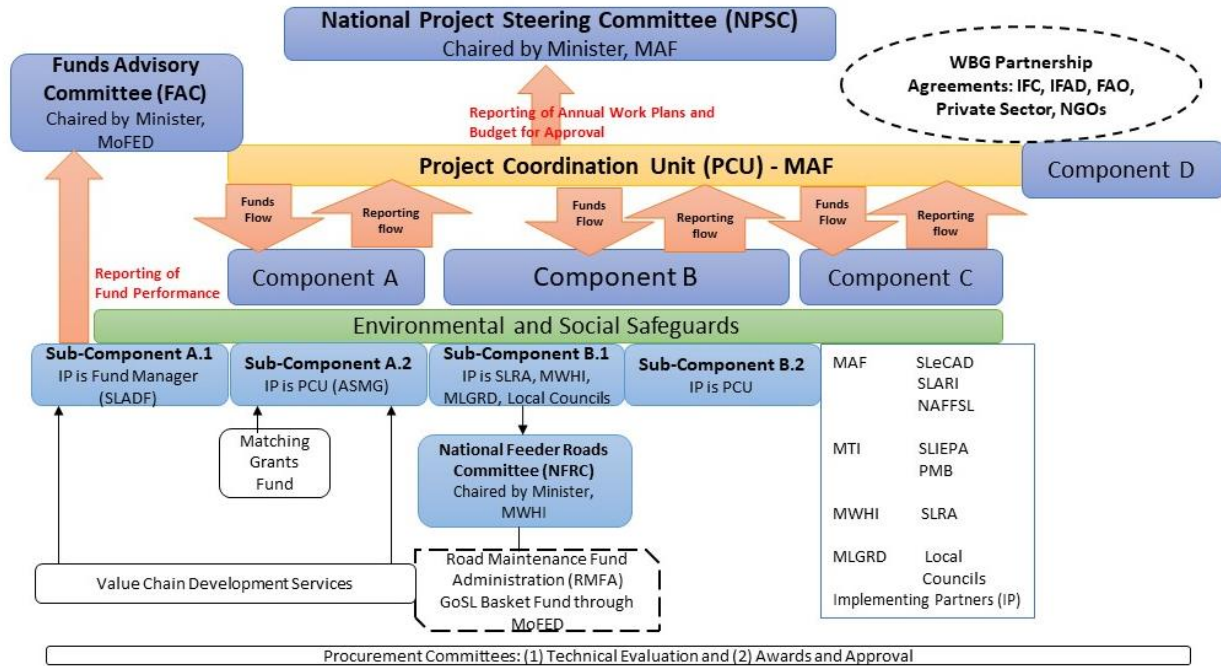 National Project Steering Committee (NPSC)
Chaired by Minister, MAF
Funds Advisory
Committee (FAC)
Chaired by Minister,
MoFED
WBG Partnership
Agreements: IFC, IFAD, FAO,
Private Sector, NGOs
Reporting of Annual Work Plans and
Budget for Approval
Project Coordination Unit (PCU) - MAF
Component D
Funds
Flow
Reporting
flow
Funds
Flow
Reporting
flow
Funds
Flow
Reporting
flow
Component A
Component B
Component C
Reporting of
Fund Performance
Environmental and Social Safeguards
Sub-Component A.1
IP is Fund Manager
(SLADF)
Sub-Component A.2
IP is PCU (ASMG)
Sub-Component B.1
IP is SLRA, MWHI,
MLGRD, Local Councils
Sub-Component B.2
IP is PCU
MAF SLeCAD
SLARI
NAFFSL
MTI SLIEPA
PMB
MWHI SLRA
MLGRD Local
Councils
Implementing Partners (IP)
Matching
Grants
Fund
National Feeder Roads
Committee (NFRC)
Chaired by Minister,
MWHI
Value Chain Development Services
Road Maintenance Fund
Administration (RMFA)
GoSL Basket Fund through
MoFED
Procurement Committees: (1) Technical Evaluation and (2) Awards and Approval